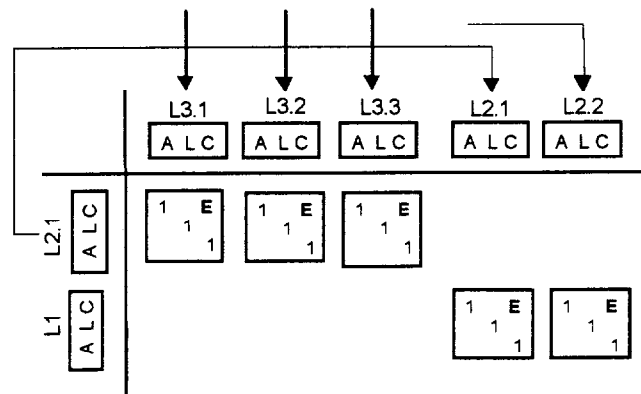 L3.1 L3.2 L3.3 L2.1 L2.2
A L C A L C A L C A L C A L C
L2.1
A L C
1 E 1 E 1 E
1 1 1
1 1 1
L1
A L C
1 E 1 E
1 1
1 1